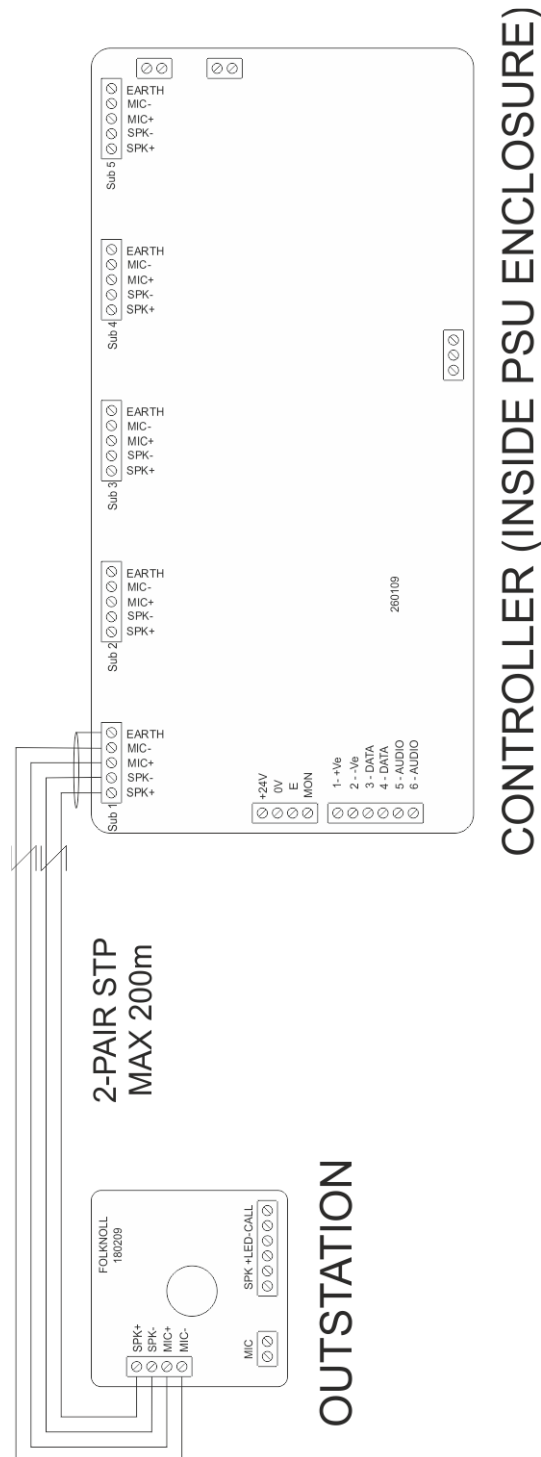 EARTH
MIC-
MIC+
SPK-
SPK+
Sub 5
EARTH
MIC-
MIC+
SPK-
SPK+
Sub 4
EARTH
MIC-
MIC+
SPK-
SPK+
Sub 3
EARTH
MIC-
MIC+
SPK-
SPK+
Sub 2
EARTH
MIC-
MIC+
SPK-
SPK+
Sub 1
260109
+24V
0V
E
MON
1- +Ve
2 - -Ve
3 - DATA
4 - DATA
5 - AUDIO
6 - AUDIO
CONTROLLER (INSIDE PSU ENCLOSURE)
2-PAIR STP
MAX 200m
FOLKNOLL
180209
SPK+
SPK-
MIC+
MIC-
MIC
SPK +LED- CALL
OUTSTATION